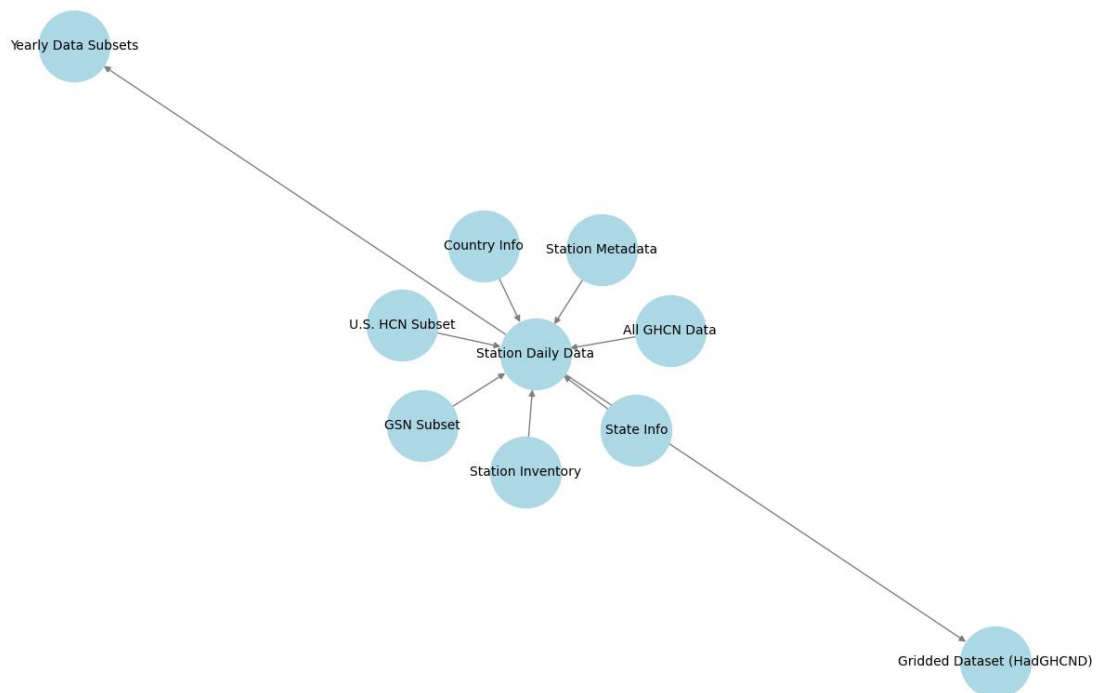 Yearly Data Subsets
Country Info
Station Metadata
U.S. HCN Subset
All GHCN Data
Station Daily Data
GSN Subset
State Info
Station Inventory
Gridded Dataset (HadGHCND)